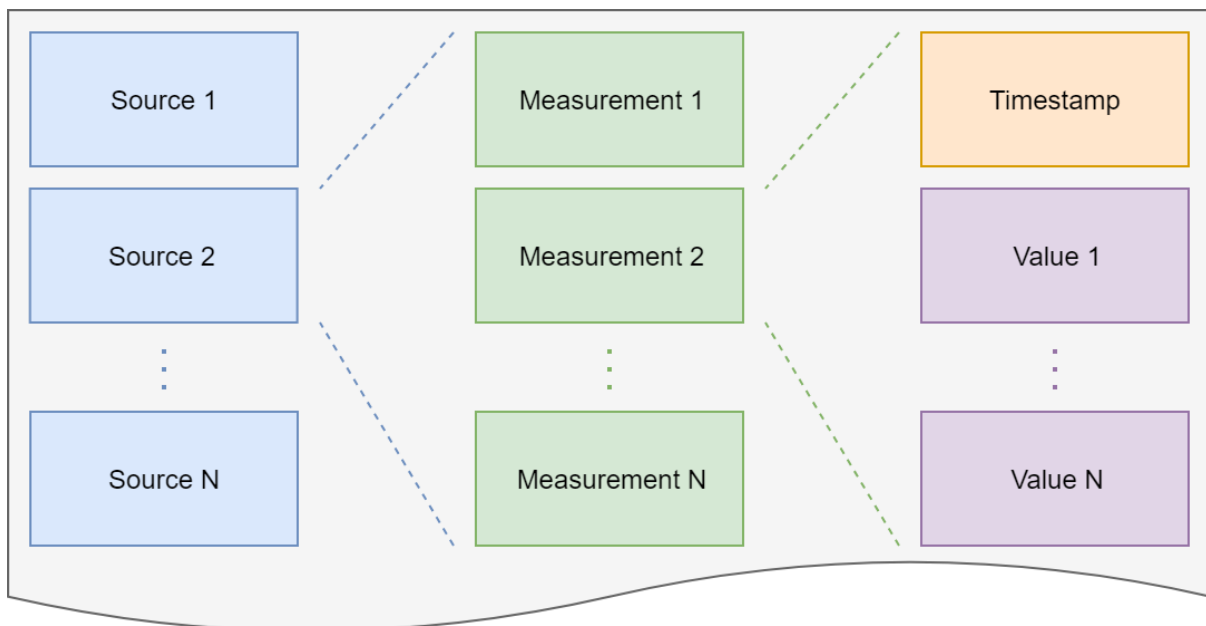 Source 1
Measurement 1
Timestamp
Source 2
Measurement 2
Value 1
Source N
Measurement N
Value N